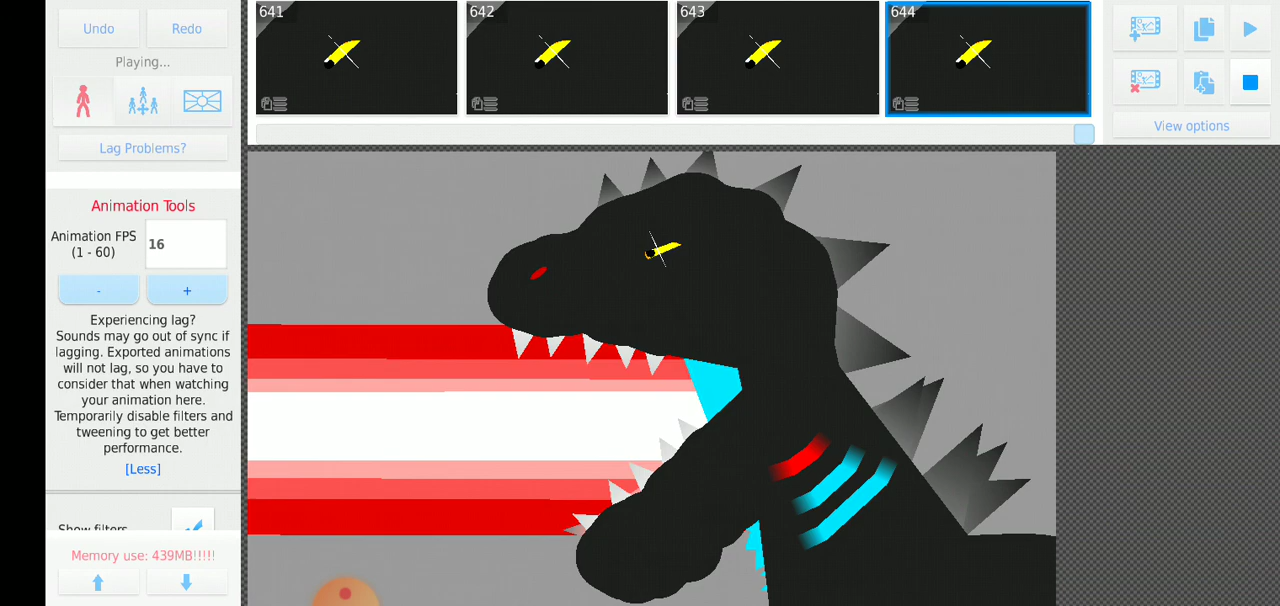 Undo
Redo
Playing...
Lag Problems?
Animation Tools
Animation FPS
(1 - 60)
16
-
+
Experiencing lag?
Sounds may go out of sync if
lagging. Exported animations
will not lag, so you have to
consider that when watching
your animation here.
Temporarily disable filters and
tweening to get better
performance.
[Less]
Show filters
Memory use: 439MB!!!!!
641
642
643
644
View options